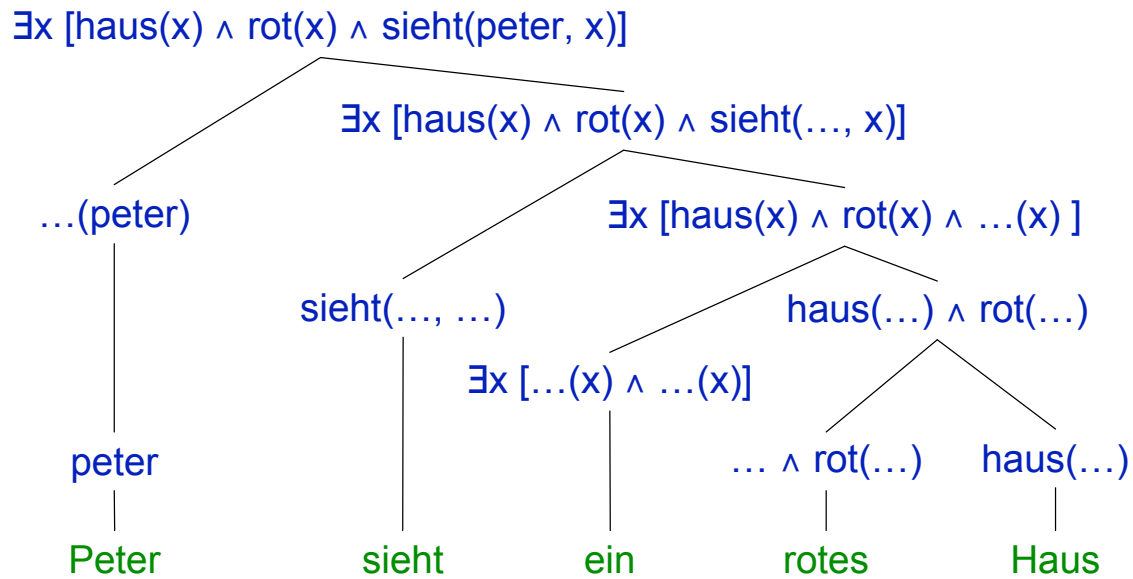 ∃x [haus(x) ∧ rot(x) ∧ sieht(peter, x)]
∃x [haus(x) ∧ rot(x) ∧ sieht(…, x)]
…(peter)
∃x [haus(x) ∧ rot(x) ∧ …(x) ]
sieht(…, …)
haus(…) ∧ rot(…)
∃x […(x) ∧ …(x)]
peter
… ∧ rot(…)
haus(…)
Peter sieht ein rotes Haus